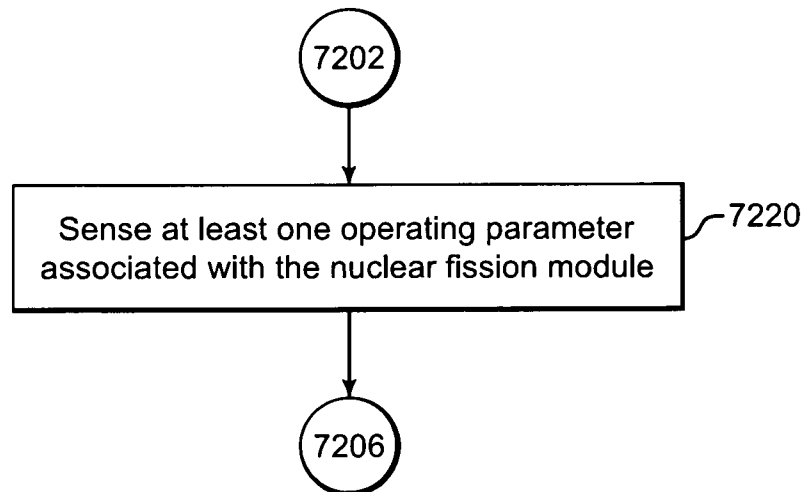 7202
Sense at least one operating parameter
associated with the nuclear fission module
7220
7206